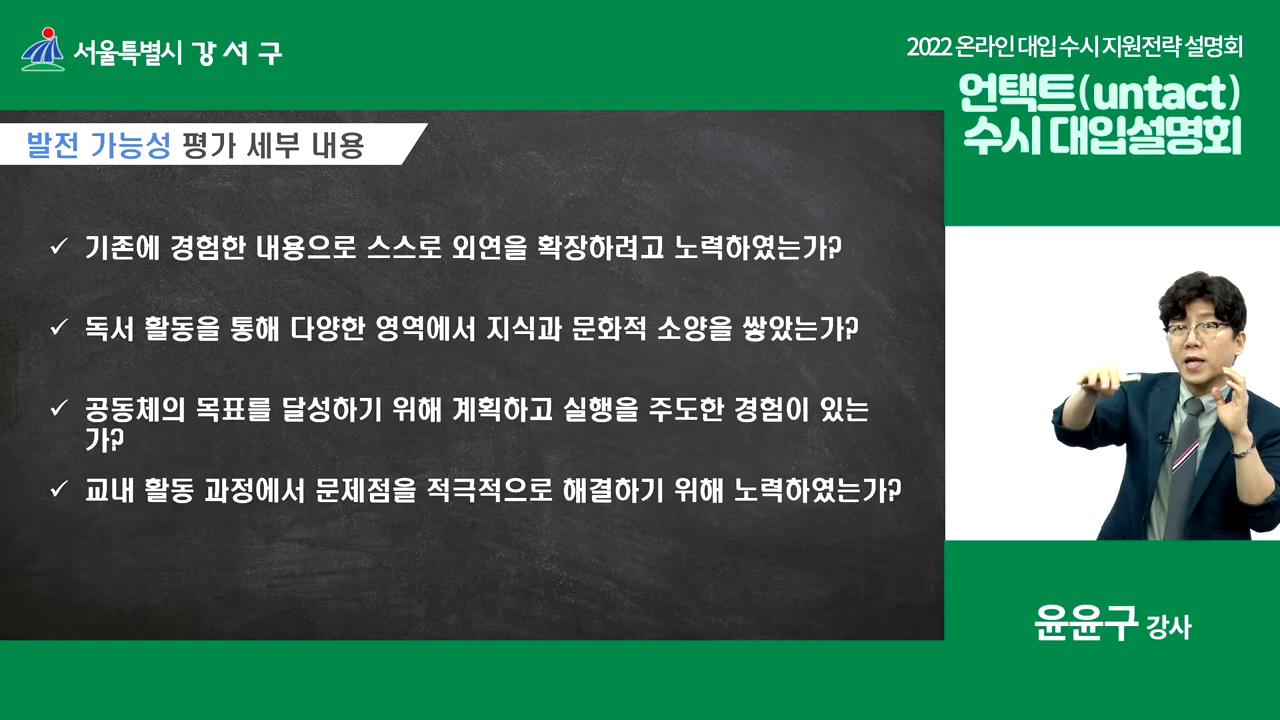 서울특별시 강서구
2022 온라인 대입 수시 지원전략 설명회
언택트(untact)
수시 대입설명회
발전 가능성 평가 세부 내용
✓ 기존에 경험한 내용으로 스스로 외연을 확장하려고 노력하였는가?
✓ 독서 활동을 통해 다양한 영역에서 지식과 문화적 소양을 쌓았는가?
✓ 공동체의 목표를 달성하기 위해 계획하고 실행을 주도한 경험이 있는
가?
✓ 교내 활동 과정에서 문제점을 적극적으로 해결하기 위해 노력하였는가?
윤윤구 강사